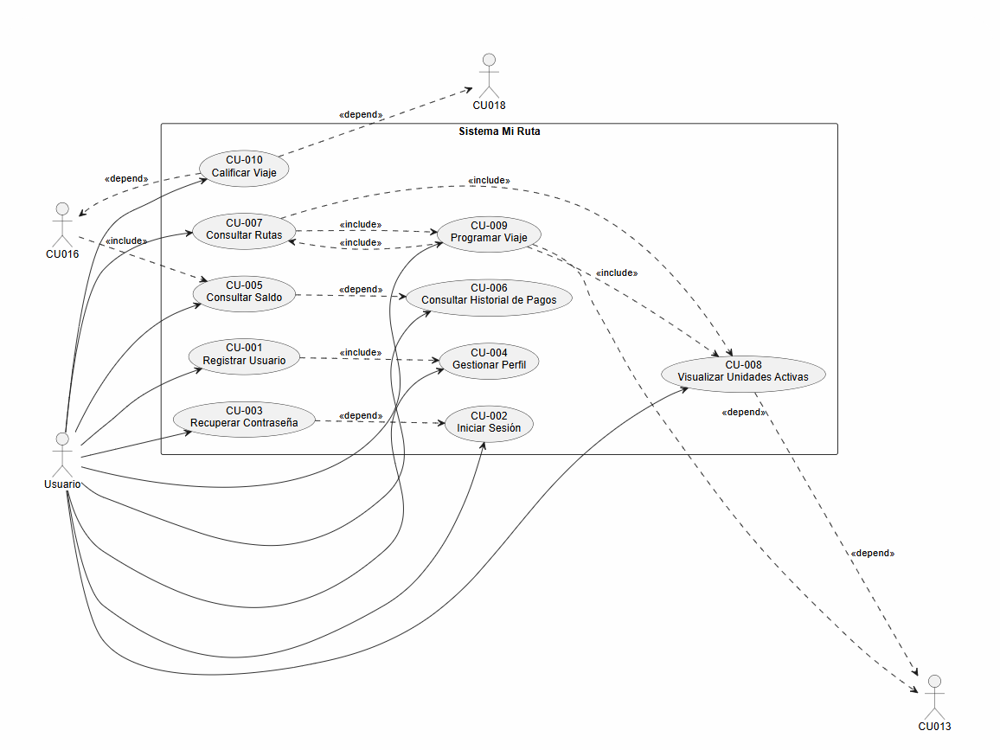 CU018
«depend»
Sistema Mi Ruta
CU-010
Calificar Viaje
«depend»
«include»
CU-007
Consultar Rutas
«include»
CU-009
Programar Viaje
«include»
«include»
CU016
«include»
CU-005
Consultar Saldo
«depend»
CU-006
Consultar Historial de Pagos
CU-001
Registrar Usuario
«include»
CU-004
Gestionar Perfil
CU-008
Visualizar Unidades Activas
CU-003
Recuperar Contraseña
«depend»
CU-002
Iniciar Sesión
«depend»
Usuario
«depend»
CU013